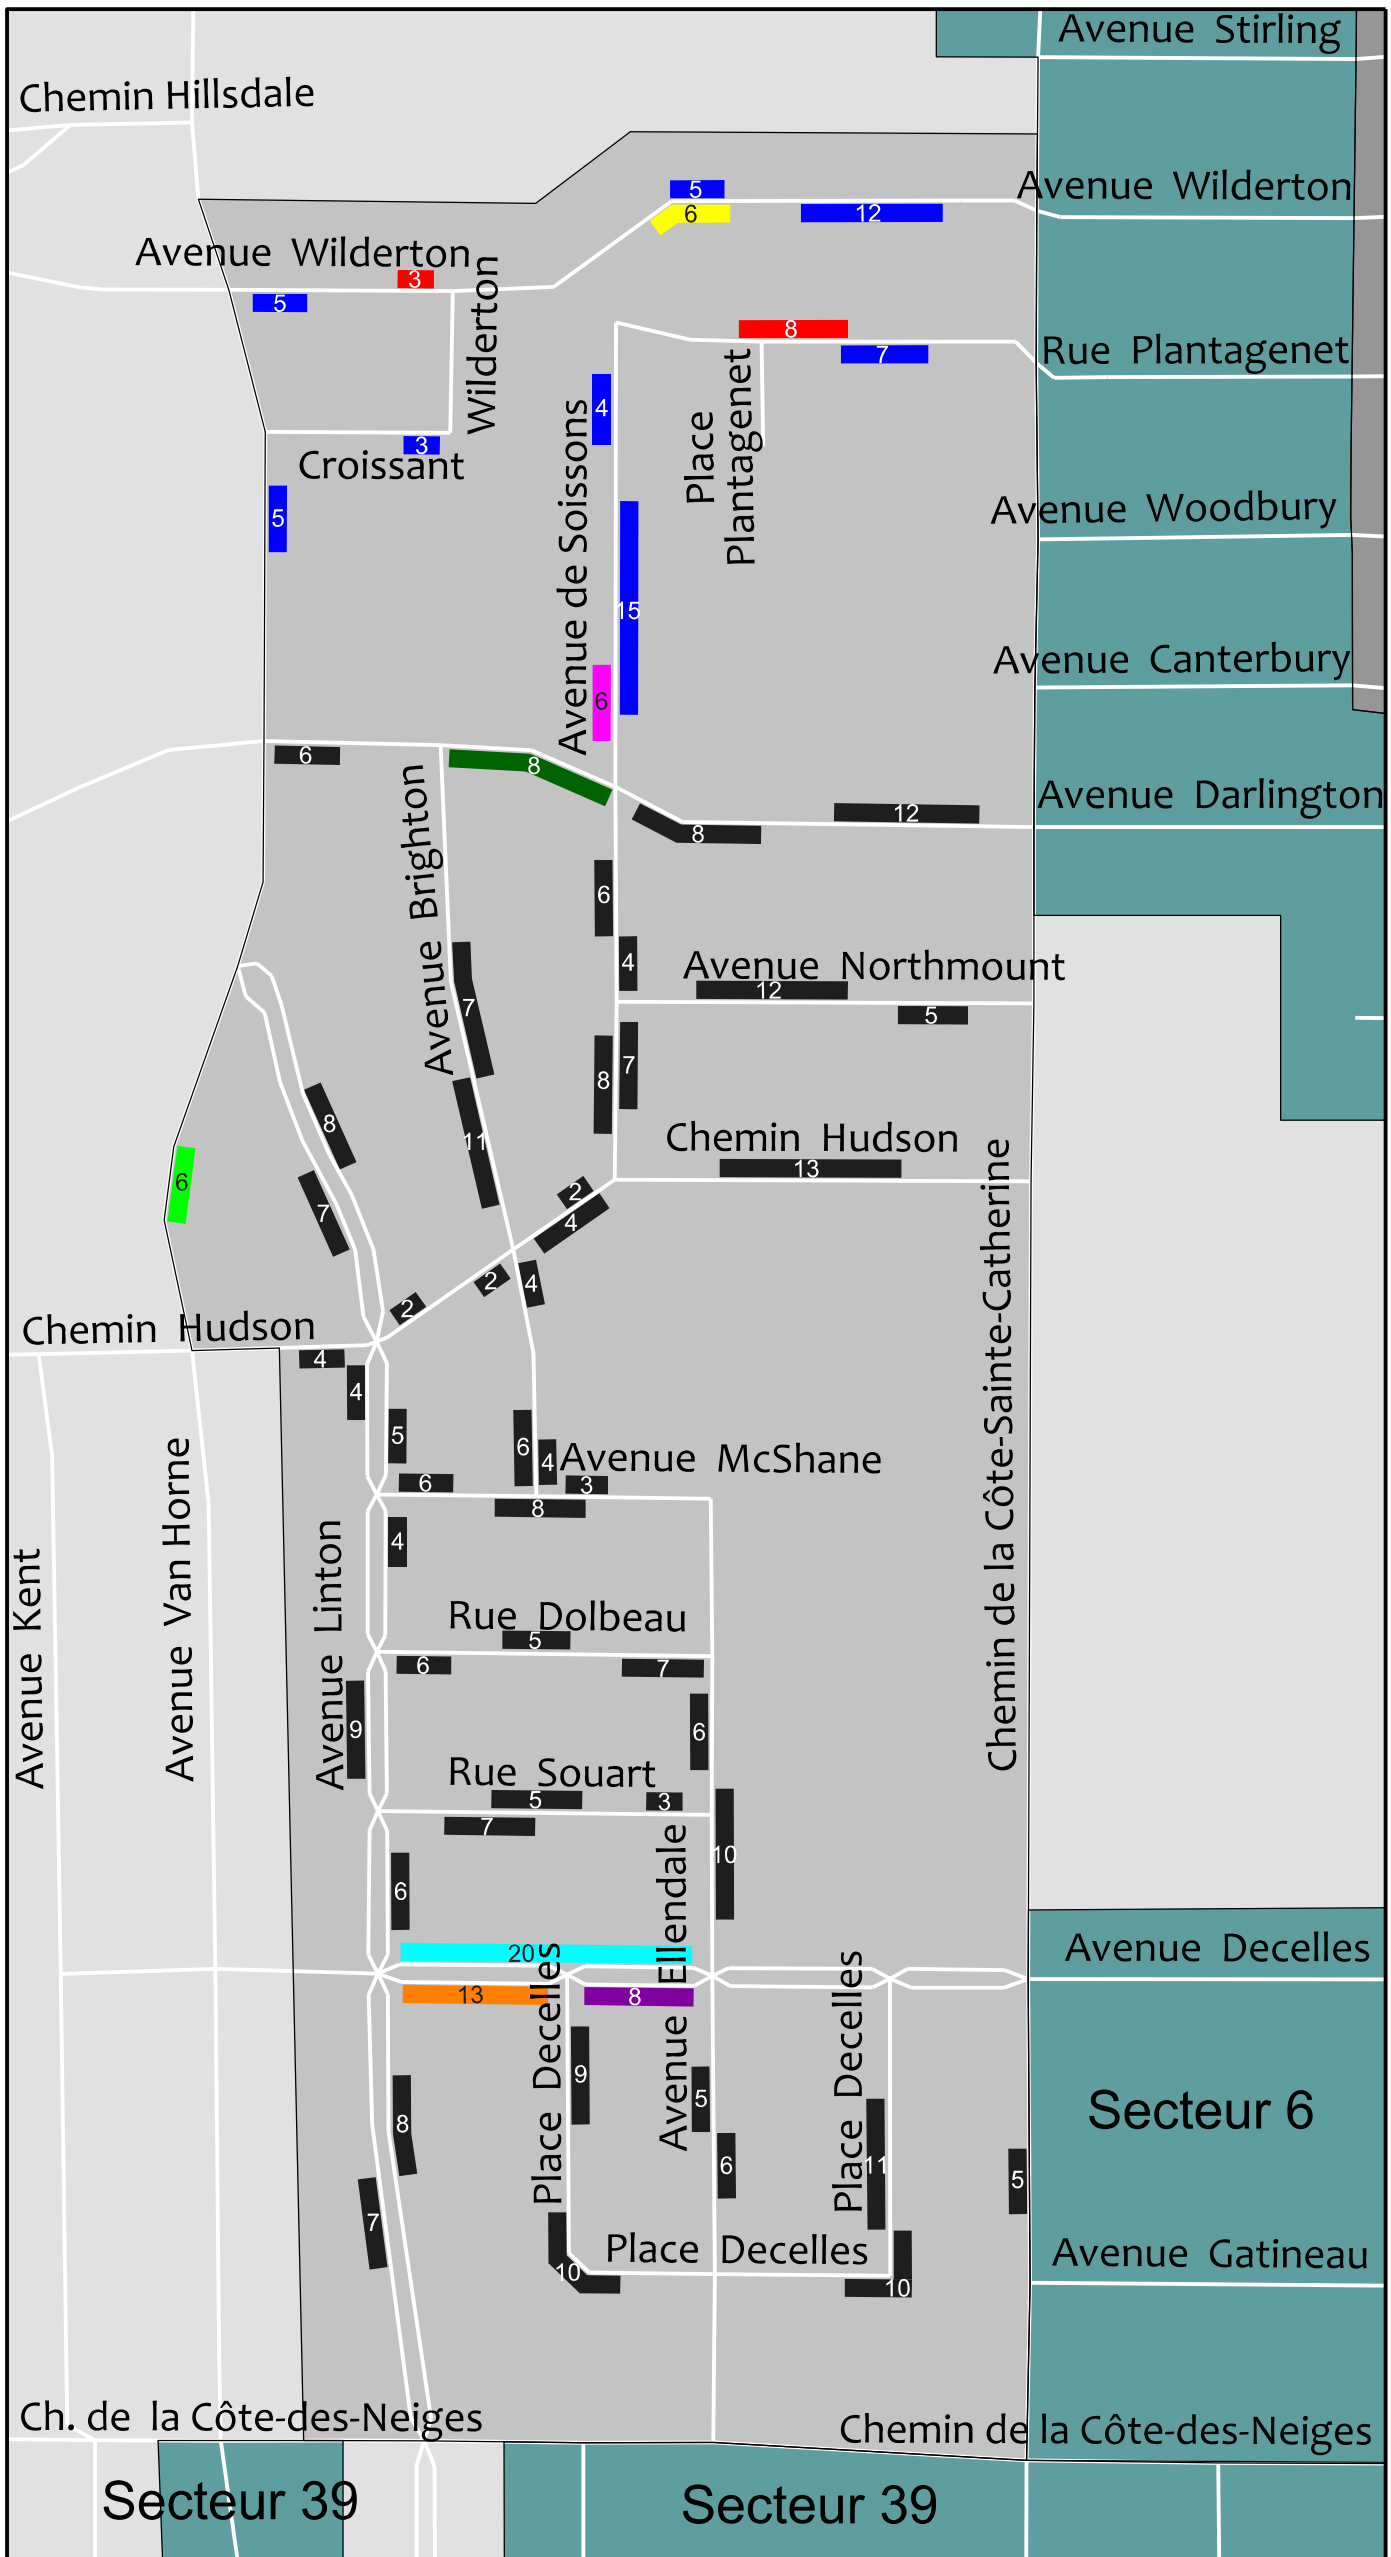 Avenue Stirling
Chemin Hillsdale
5
Avenue Wilderton
6
12
Avenue Wilderton
3
5
Wilderton
8
Rue Plantagenet
7
4
Place
Plantagenet
3
Croissant
Avenue de Soissons
5
Avenue Woodbury
15
Avenue Canterbury
6
6
8
Avenue Darlington
12
8
Avenue Brighton
6
4
Avenue Northmount
12
7
5
8
7
8
11
Chemin Hudson
13
6
7
2
4
2
4
2
Chemin Hudson
Chemin de la Côte-Sainte-Catherine
4
4
5
6
4
Avenue McShane
6
3
8
4
Avenue Kent
Avenue Van Horne
Avenue Linton
Rue Dolbeau
5
6
7
9
6
Rue Souart
5
3
7
10
6
Avenue Ellendale
Avenue Decelles
20
13
8
Place Decelles
Place Decelles
9
5
8
Secteur 6
6
11
5
7
Place Decelles
Avenue Gatineau
10
10
Ch. de la Côte-des-Neiges
Chemin de la Côte-des-Neiges
Secteur 39
Secteur 39